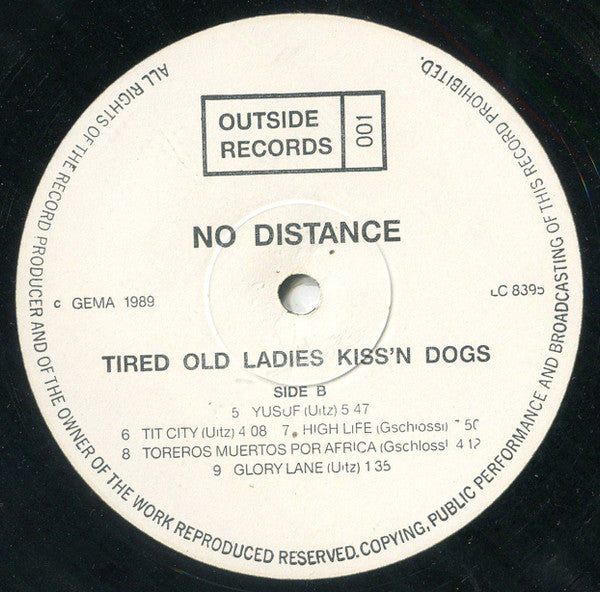 OUTSIDE
RECORDS
001
NO DISTANCE
c GEMA 1989
LC 8395
TIRED OLD LADIES KISS'N DOGS
SIDE B
5 YUSUF (Uitz) 5 47
6 TIT CITY (Uitz) 4 08 7. HIGH LIFE (Gschlossl) 50
8 TOREROS MUERTOS POR AFRICA (Gschlossl 4 12
9 GLORY LANE (Uitz) 1 35
ALL RIGHTS OF THE RECORD PRODUCER AND OF THE OWNER OF THE WORK REPRODUCED RESERVED. COPYING, PUBLIC PERFORMANCE AND BROADCASTING OF THIS RECORD PROHIBITED.